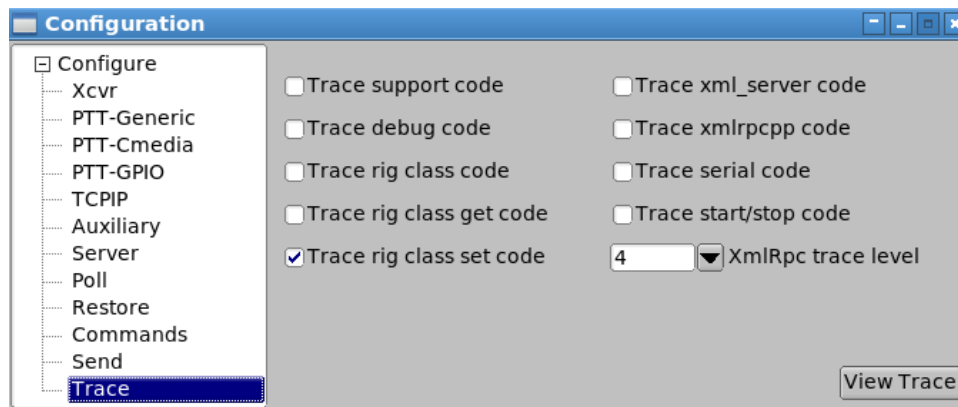 Configuration
Configure
Xcvr
PTT-Generic
PTT-Cmedia
PTT-GPIO
TCPIP
Auxiliary
Server
Poll
Restore
Commands
Send
Trace
Trace support code
Trace debug code
Trace rig class code
Trace rig class get code
Trace rig class set code
Trace xml_server code
Trace xmlrpcpp code
Trace serial code
Trace start/stop code
4 XmlRpc trace level
View Trace